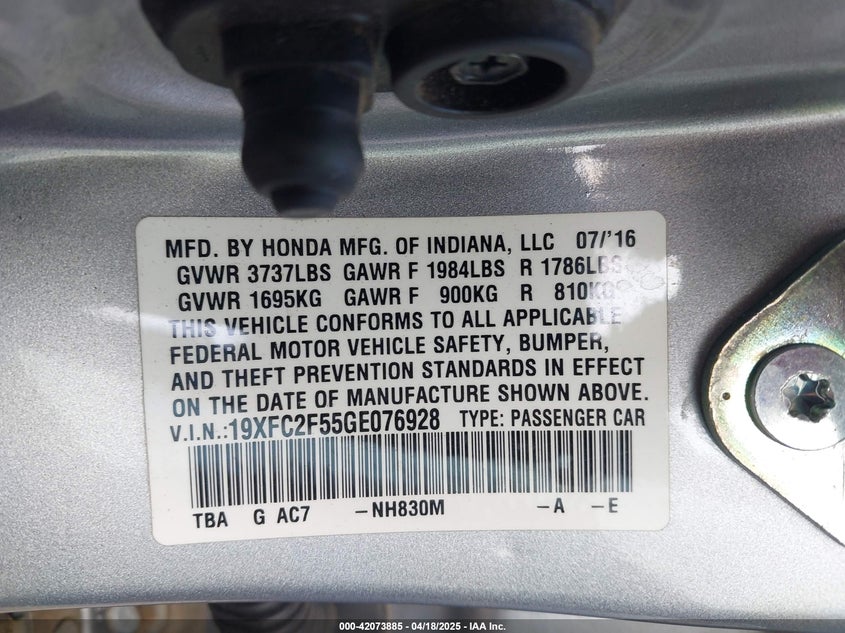 MFD. BY HONDA MFG. OF INDIANA, LLC 07/'16
GVWR 3737LBS GAWR F 1984LBS R 1786LBS
GVWR 1695KG GAWR F 900KG R 810KG
THIS VEHICLE CONFORMS TO ALL APPLICABLE
FEDERAL MOTOR VEHICLE SAFETY, BUMPER,
AND THEFT PREVENTION STANDARDS IN EFFECT
ON THE DATE OF MANUFACTURE SHOWN ABOVE.
V.I.N.:19XFC2F55GE076928 TYPE: PASSENGER CAR
TBA G AC7 -NH830M -A -E
000-42073885 - 04/18/2025 - IAA Inc.